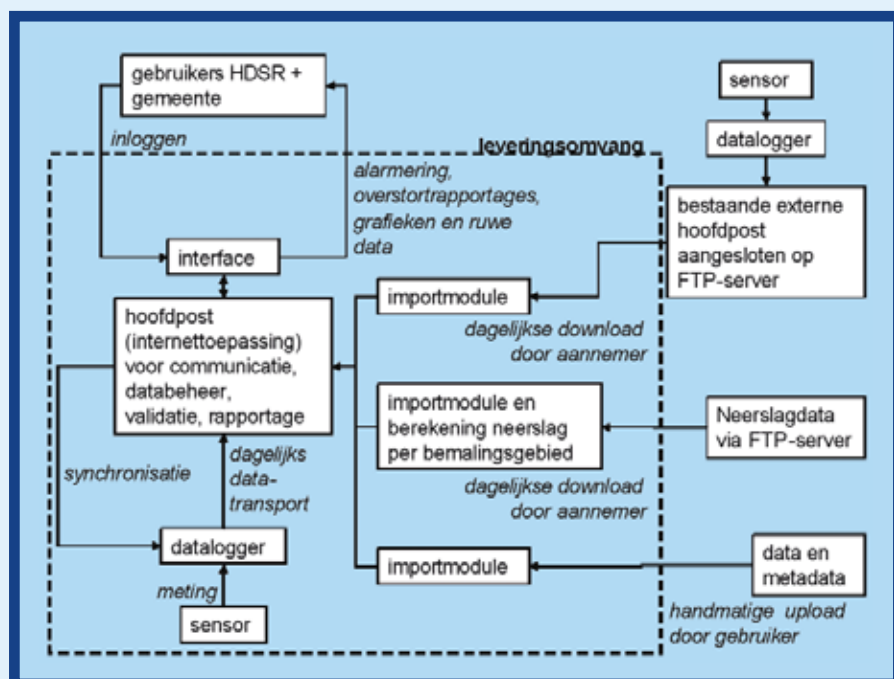 gebruikers HDSR +
gemeente
inloggen
leveringsomvang
alarmering,
overstortrapportages,
grafieken en ruwe
data
interface
hoofdpost
(internettoepassing)
voor communicatie,
databeheer,
validatie, rapportage
synchronisatie
dagelijks
data-
transport
datalogger
meting
sensor
importmodule
dagelijkse download
door aannemer
importmodule en
berekening neerslag
per bemalingsgebied
dagelijkse download
door aannemer
importmodule
sensor
datalogger
bestaande externe
hoofdpost
aangesloten op
FTP-server
Neerslagdata
via FTP-server
data en
metadata
handmatige upload
door gebruiker